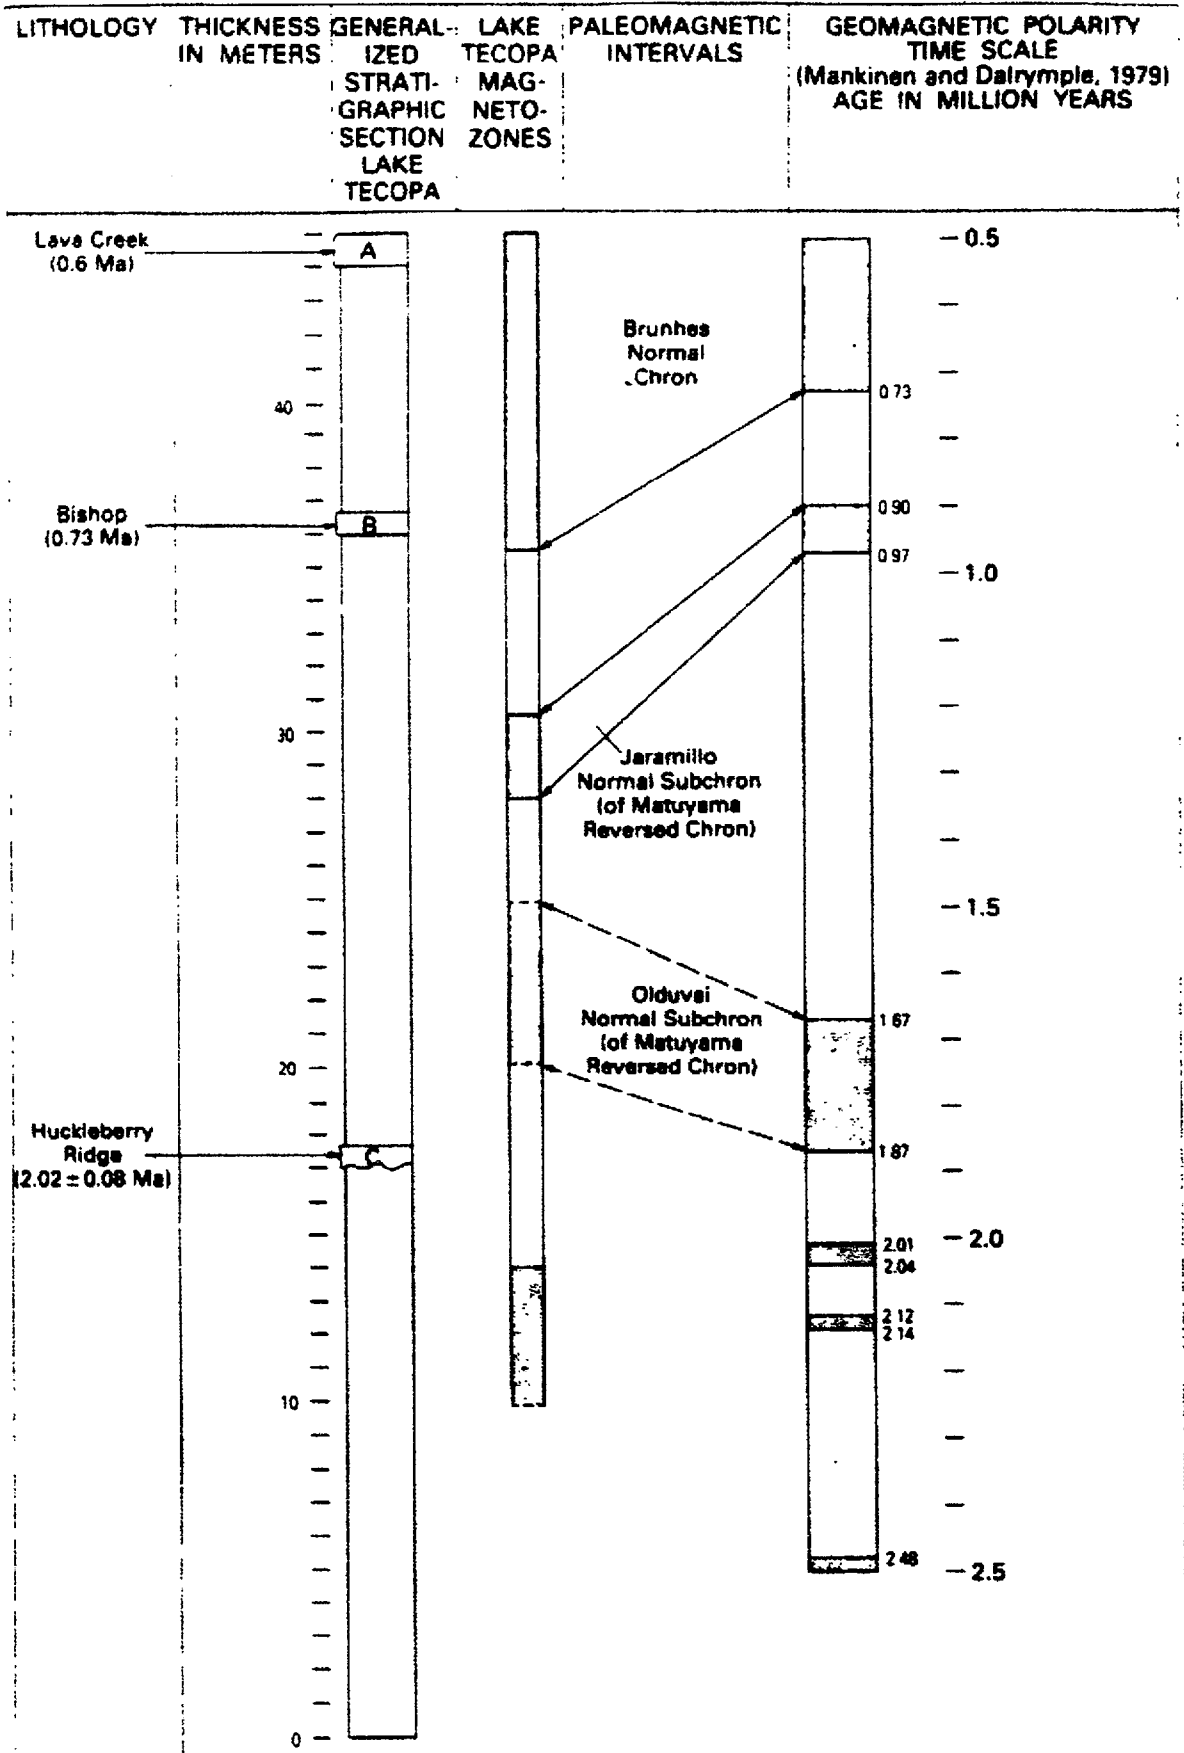 LITHOLOGY
THICKNESS
IN METERS
GENERAL-
IZED
STRATI-
GRAPHIC
SECTION
LAKE
TECOPA
LAKE
TECOPA
MAG-
NETO-
ZONES
PALEOMAGNETIC
INTERVALS
GEOMAGNETIC POLARITY
TIME SCALE
(Mankinen and Dalrymple, 1979)
AGE IN MILLION YEARS
Lava Creek
(0.6 Ma)
A
Bishop
(0.73 Ma)
B
Huckleberry
Ridge
(2.02 ± 0.08 Ma)
C
40
30
20
10
0
Brunhes
Normal
Chron
Jaramillo
Normal Subchron
(of Matuyama
Reversed Chron)
Olduvai
Normal Subchron
(of Matuyama
Reversed Chron)
0.73
0.90
0.97
1.67
1.87
2.01
2.04
2.12
2.14
2.48
0.5
1.0
1.5
2.0
2.5